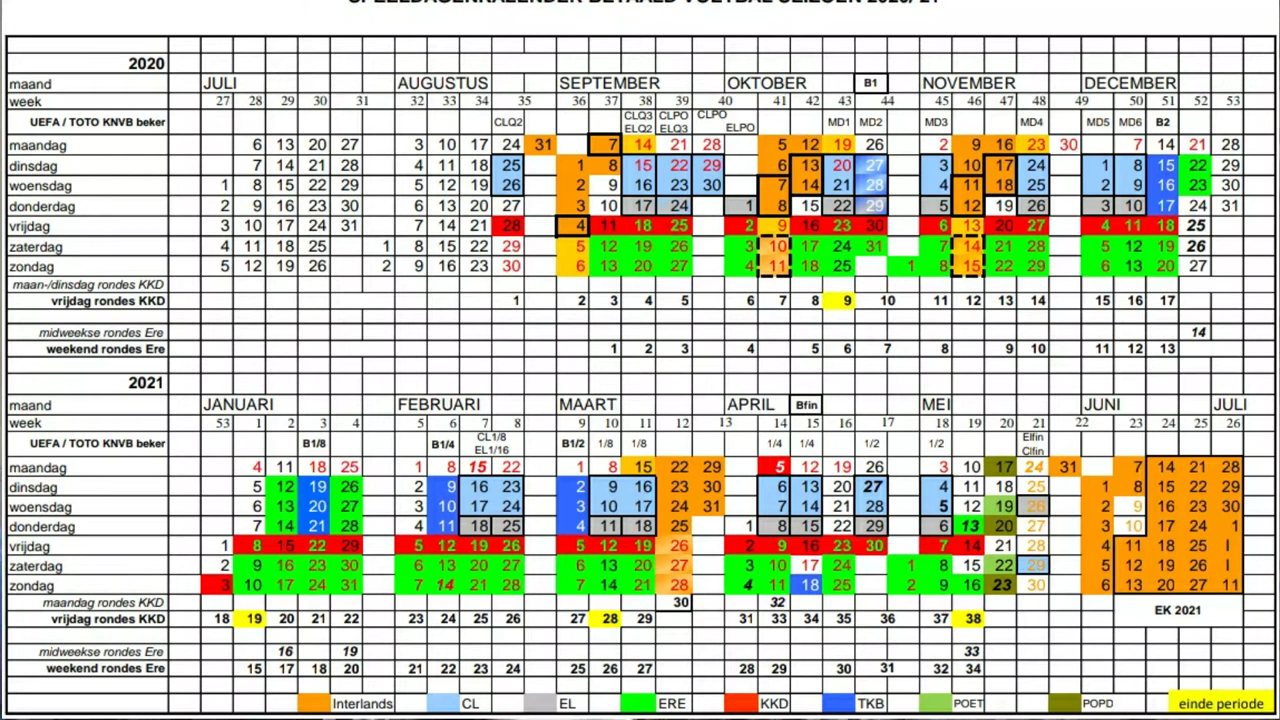 SPEELDAGENKALENDER BETAALD VOETBAL SEIZOEN 2020/'21
2020
maand JULI AUGUSTUS SEPTEMBER OKTOBER B1 NOVEMBER DECEMBER
week 27 28 29 30 31 32 33 34 35 36 37 38 39 40 41 42 43 44 45 46 47 48 49 50 51 52 53
UEFA / TOTO KNVB beker CLQ2 CLQ3 ELQ2 CLPO ELQ3 CLPO ELPO MD1 MD2 MD3 MD4 MD5 MD6 B2
maandag 6 13 20 27 3 10 17 24 31 7 14 21 28 5 12 19 26 2 9 16 23 30 7 14 21 28
dinsdag 7 14 21 28 4 11 18 25 1 8 15 22 29 6 13 20 27 3 10 17 24 1 8 15 22 29
woensdag 1 8 15 22 29 5 12 19 26 2 9 16 23 30 7 14 21 28 4 11 18 25 2 9 16 23 30
donderdag 2 9 16 23 30 6 13 20 27 3 10 17 24 1 8 15 22 29 5 12 19 26 3 10 17 24 31
vrijdag 3 10 17 24 31 7 14 21 28 4 11 18 25 2 9 16 23 30 6 13 20 27 4 11 18 25
zaterdag 4 11 18 25 1 8 15 22 29 5 12 19 26 3 10 17 24 31 7 14 21 28 5 12 19 26
zondag 5 12 19 26 2 9 16 23 30 6 13 20 27 4 11 18 25 1 8 15 22 29 6 13 20 27
maan-/dinsdag rondes KKD
vrijdag rondes KKD 1 2 3 4 5 6 7 8 9 10 11 12 13 14 15 16 17
midweekse rondes Ere 14
weekend rondes Ere 1 2 3 4 5 6 7 8 9 10 11 12 13
2021
maand JANUARI FEBRUARI MAART APRIL Bfin MEI JUNI JULI
week 53 1 2 3 4 5 6 7 8 9 10 11 12 13 14 15 16 17 18 19 20 21 22 23 24 25 26
UEFA / TOTO KNVB beker B1/8 B1/4 CL1/8 EL1/16 B1/2 1/8 1/8 1/4 1/4 1/2 1/2 Elfin Clfin
maandag 4 11 18 25 1 8 15 22 1 8 15 22 29 5 12 19 26 3 10 17 24 31 7 14 21 28
dinsdag 5 12 19 26 2 9 16 23 2 9 16 23 30 6 13 20 27 4 11 18 25 1 8 15 22 29
woensdag 6 13 20 27 3 10 17 24 3 10 17 24 31 7 14 21 28 5 12 19 26 2 9 16 23 30
donderdag 7 14 21 28 4 11 18 25 4 11 18 25 1 8 15 22 29 6 13 20 27 3 10 17 24 1
vrijdag 1 8 15 22 29 5 12 19 26 5 12 19 26 2 9 16 23 30 7 14 21 28 4 11 18 25 I
zaterdag 2 9 16 23 30 6 13 20 27 6 13 20 27 3 10 17 24 1 8 15 22 29 5 12 19 26 I
zondag 3 10 17 24 31 7 14 21 28 7 14 21 28 4 11 18 25 2 9 16 23 30 6 13 20 27 11
maandag rondes KKD 30 32 EK 2021
vrijdag rondes KKD 18 19 20 21 22 23 24 25 26 27 28 29 31 33 34 35 36 37 38
midweekse rondes Ere 16 19 33
weekend rondes Ere 15 17 18 20 21 22 23 24 25 26 27 28 29 30 31 32 34
Interlands CL EL ERE KKD TKB POET POPD einde periode